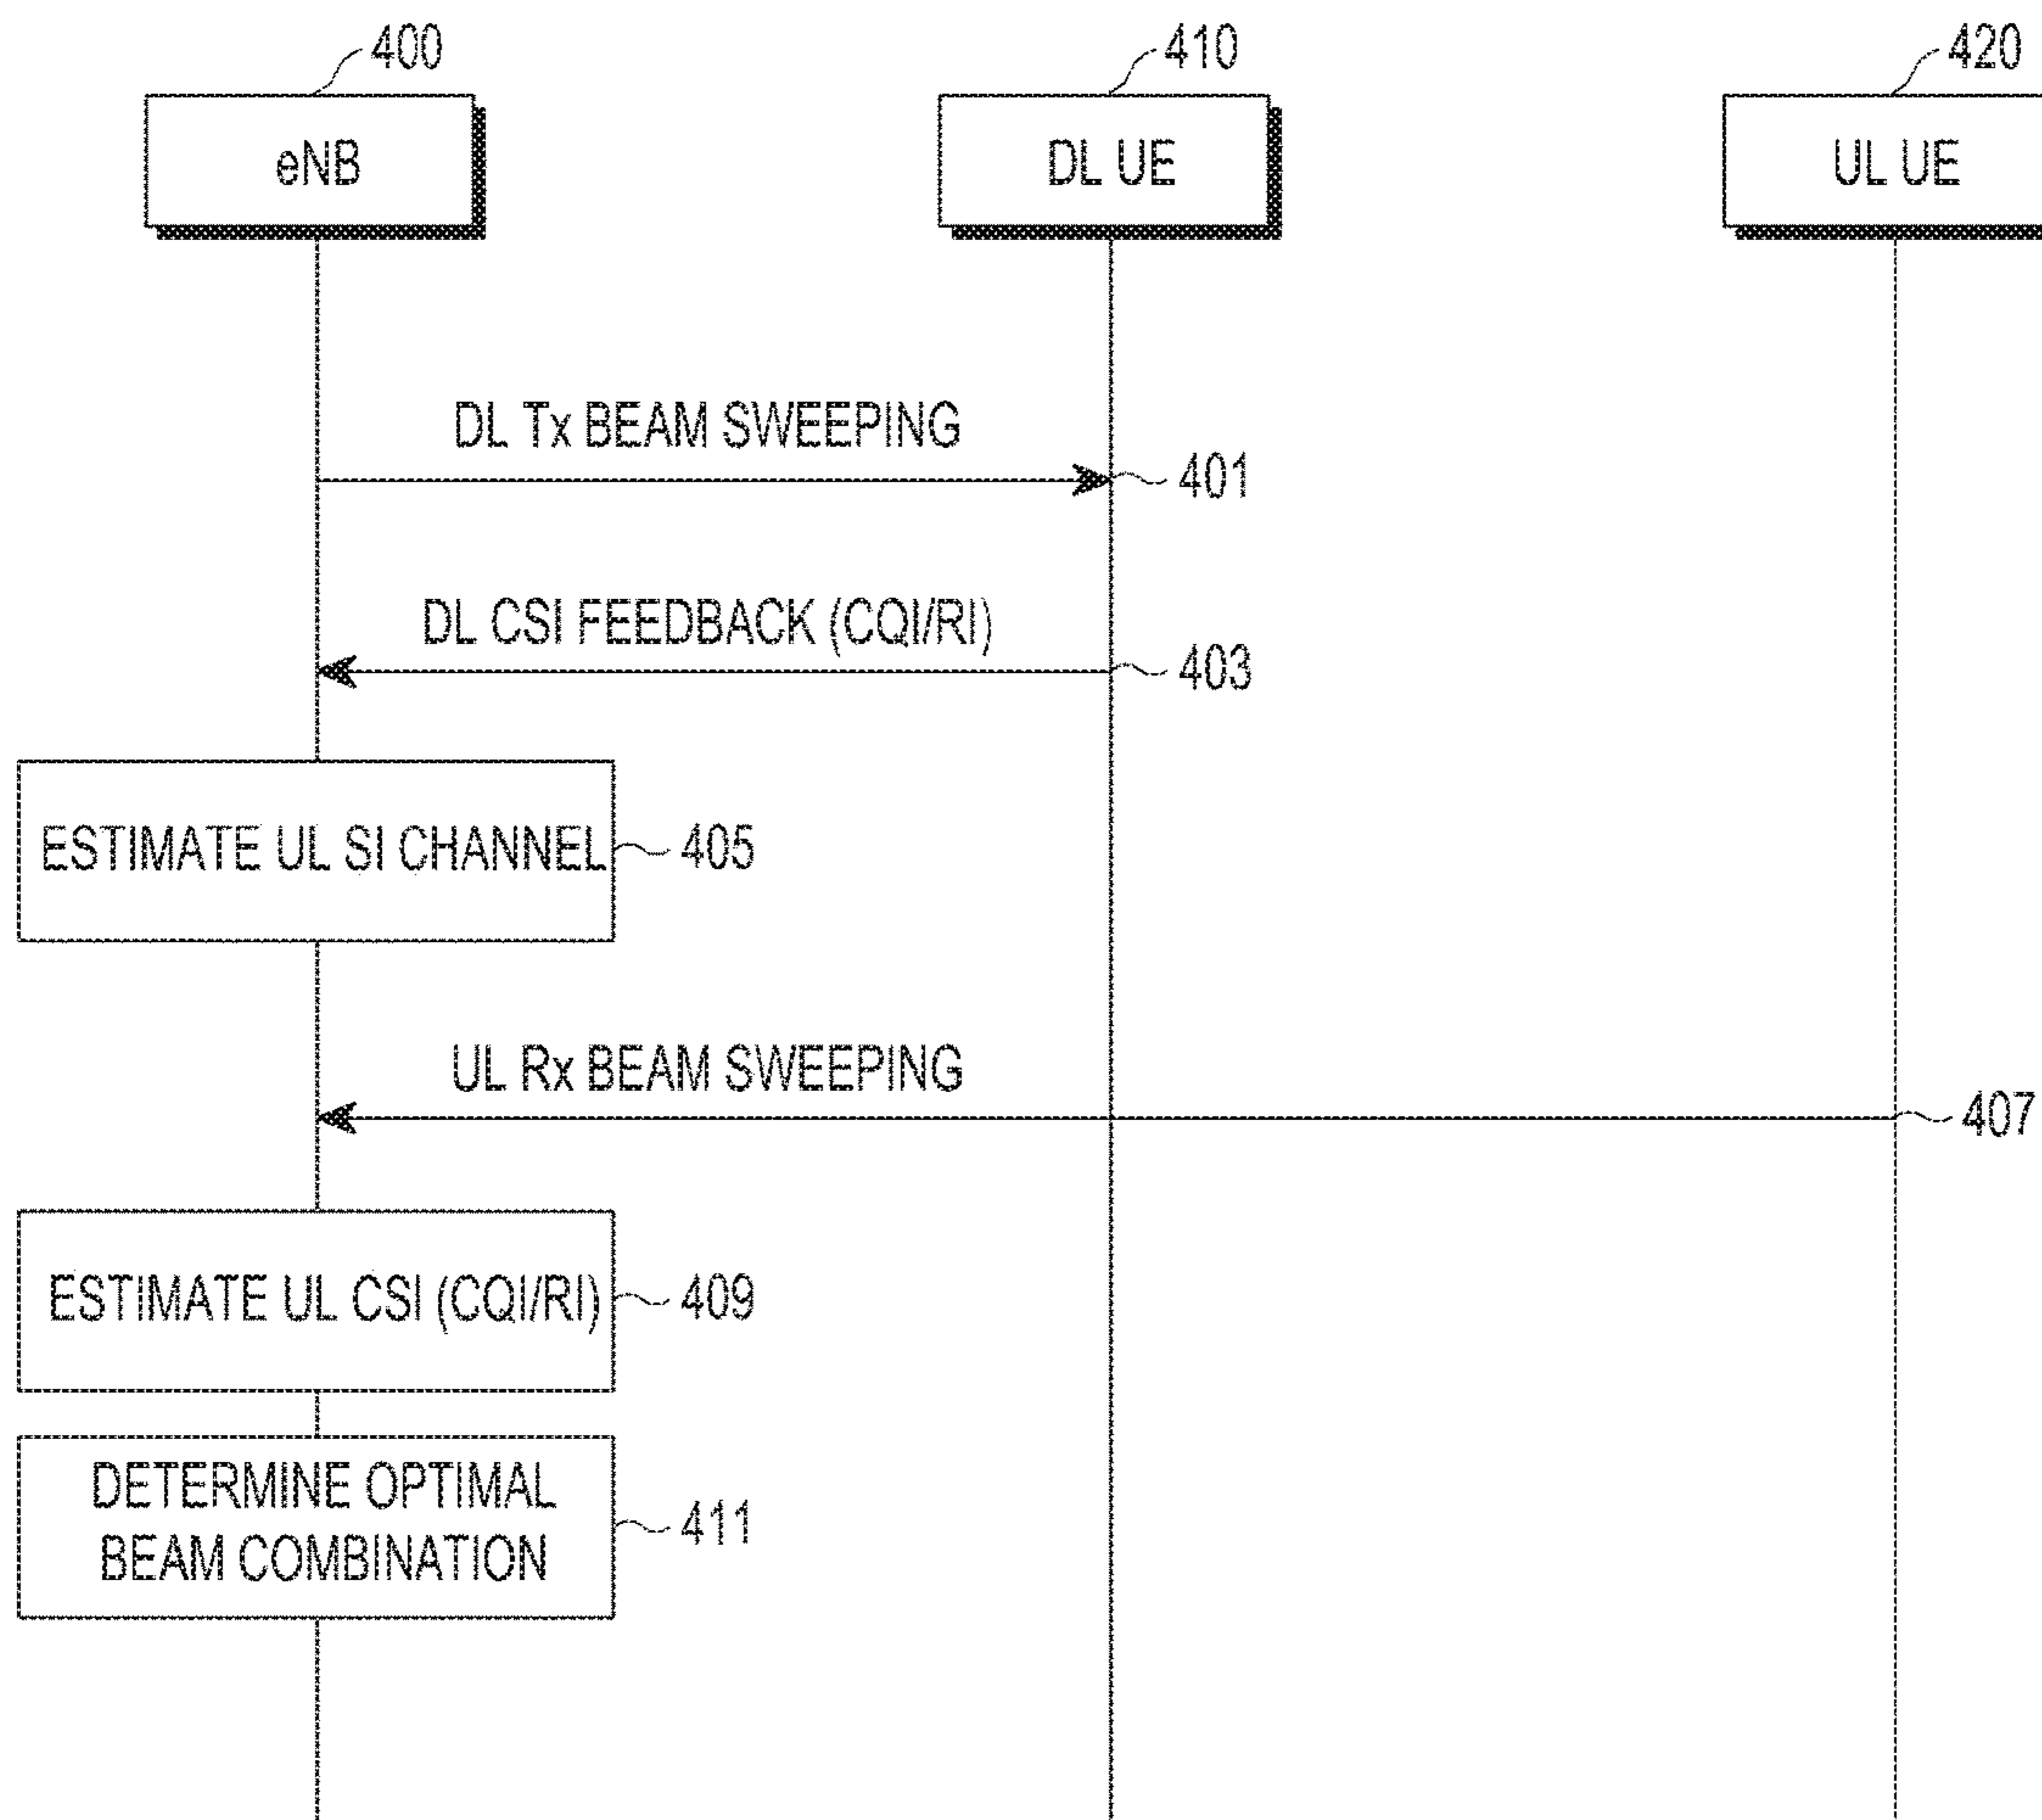 400
410
420
eNB
DL UE
UL UE
DL Tx BEAM SWEEPING
401
DL CSI FEEDBACK (CQI/RI)
403
ESTIMATE UL SI CHANNEL
405
UL Rx BEAM SWEEPING
407
ESTIMATE UL CSI (CQI/RI)
409
DETERMINE OPTIMAL
BEAM COMBINATION
411